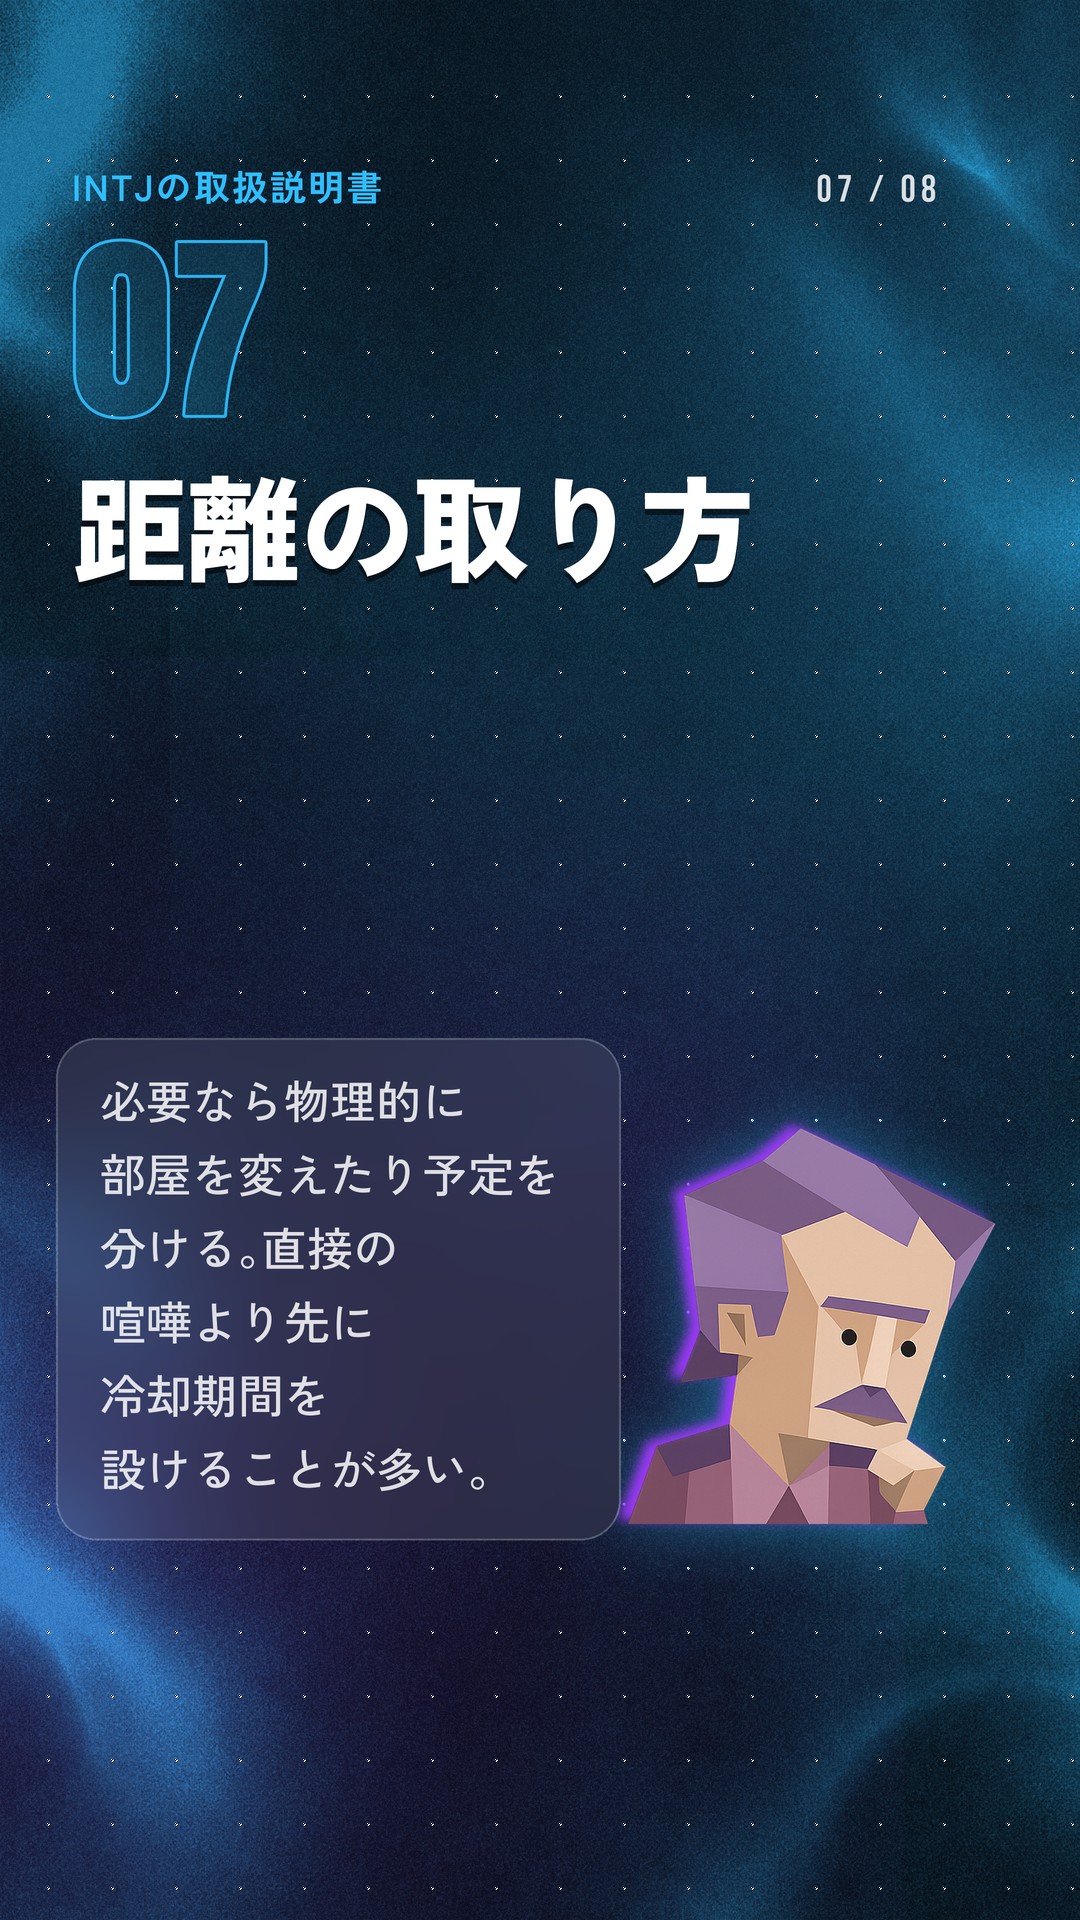 INTJの取扱説明書
07 / 08
07
距離の取り方
必要なら物理的に
部屋を変えたり予定を
分ける。直接の
喧嘩より先に
冷却期間を
設けることが多い。